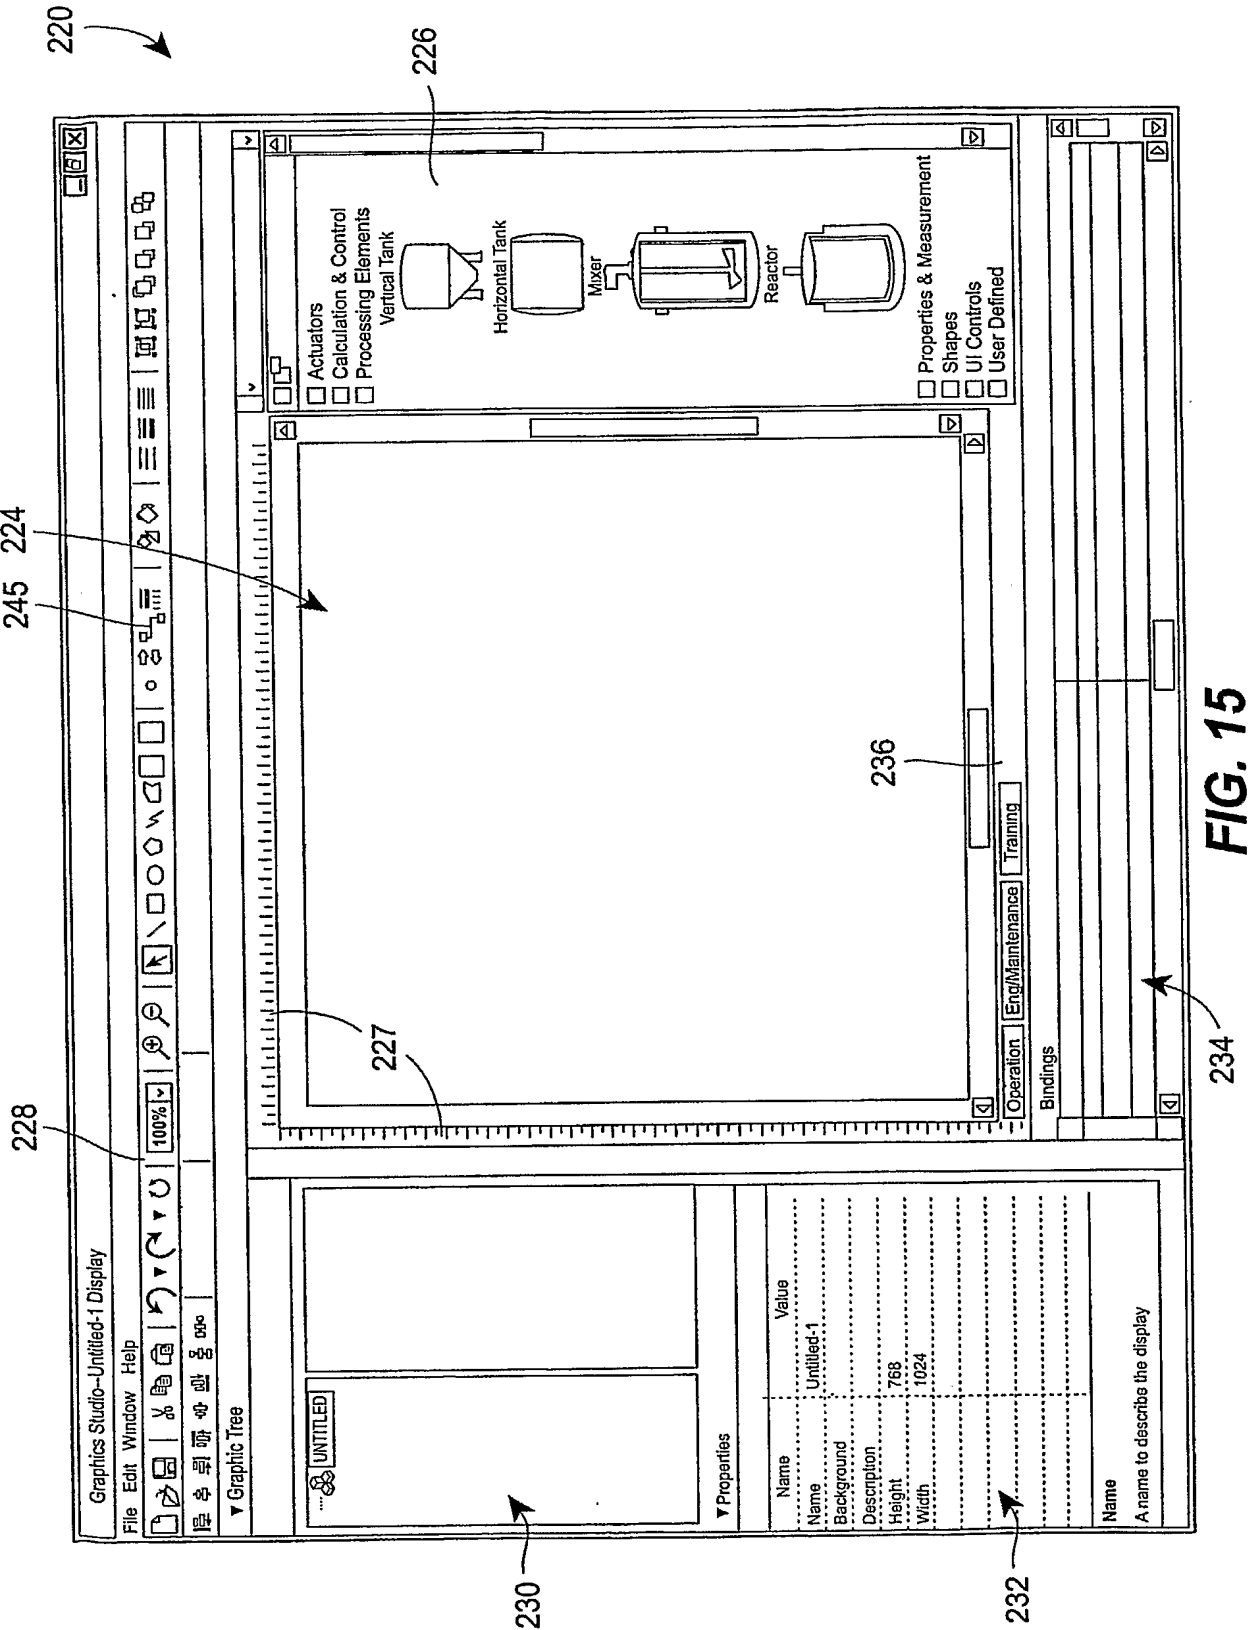 220
Graphics Studio--Untitled-1 Display
File Edit Window Help
228
245
224
100%
▾ Graphic Tree
UNTITLED
230
▾ Properties
Name Value
Name Untitled-1
Background
Description
Height 768
Width 1024
232
Name
A name to describe the display
227
226
Actuators
Calculation & Control
Processing Elements
Vertical Tank
Horizontal Tank
Mixer
Reactor
Properties & Measurement
Shapes
UI Controls
User Defined
236
Operation Eng/Maintenance Training
Bindings
234
FIG. 15